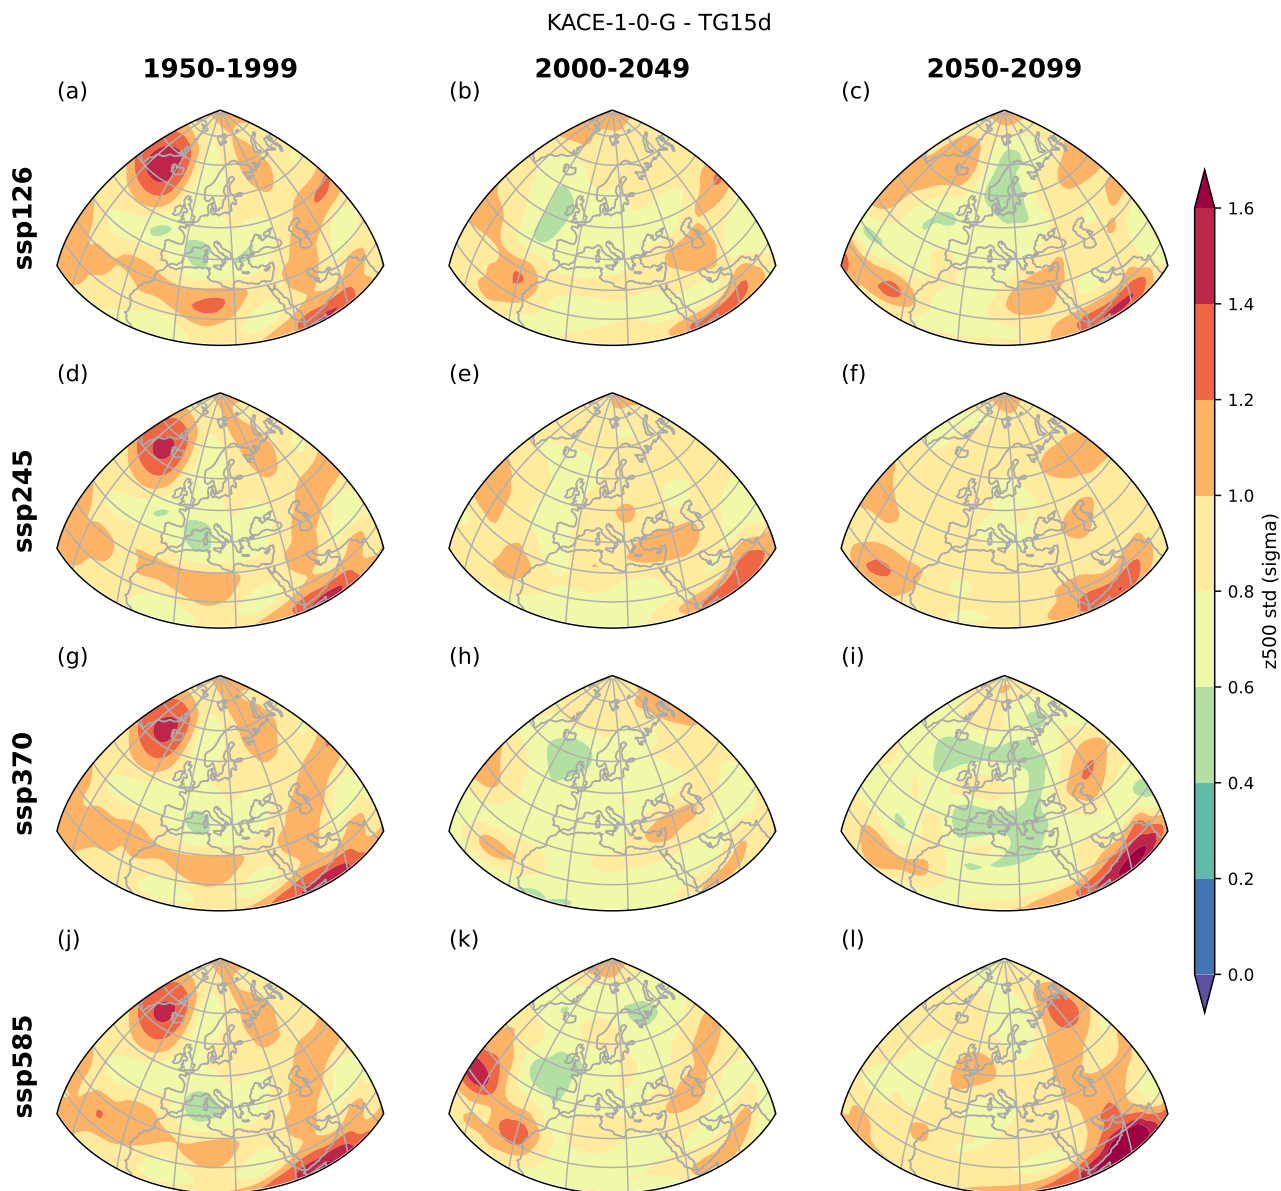 KACE-1-0-G - TG15d
1950-1999
2000-2049
2050-2099
(a)
(b)
(c)
ssp126
(d)
(e)
(f)
ssp245
(g)
(h)
(i)
ssp370
(j)
(k)
(l)
ssp585
1.6
1.4
1.2
1.0
0.8
0.6
0.4
0.2
0.0
z500 std (sigma)